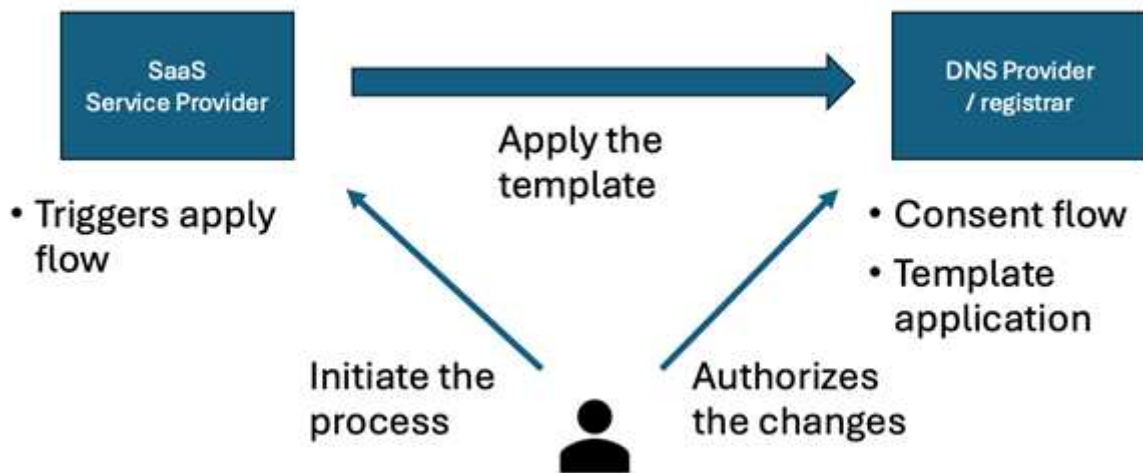 SaaS
Service Provider
DNS Provider
/ registrar
Apply the
template
• Triggers apply
flow
• Consent flow
• Template
application
Initiate the
process
Authorizes
the changes